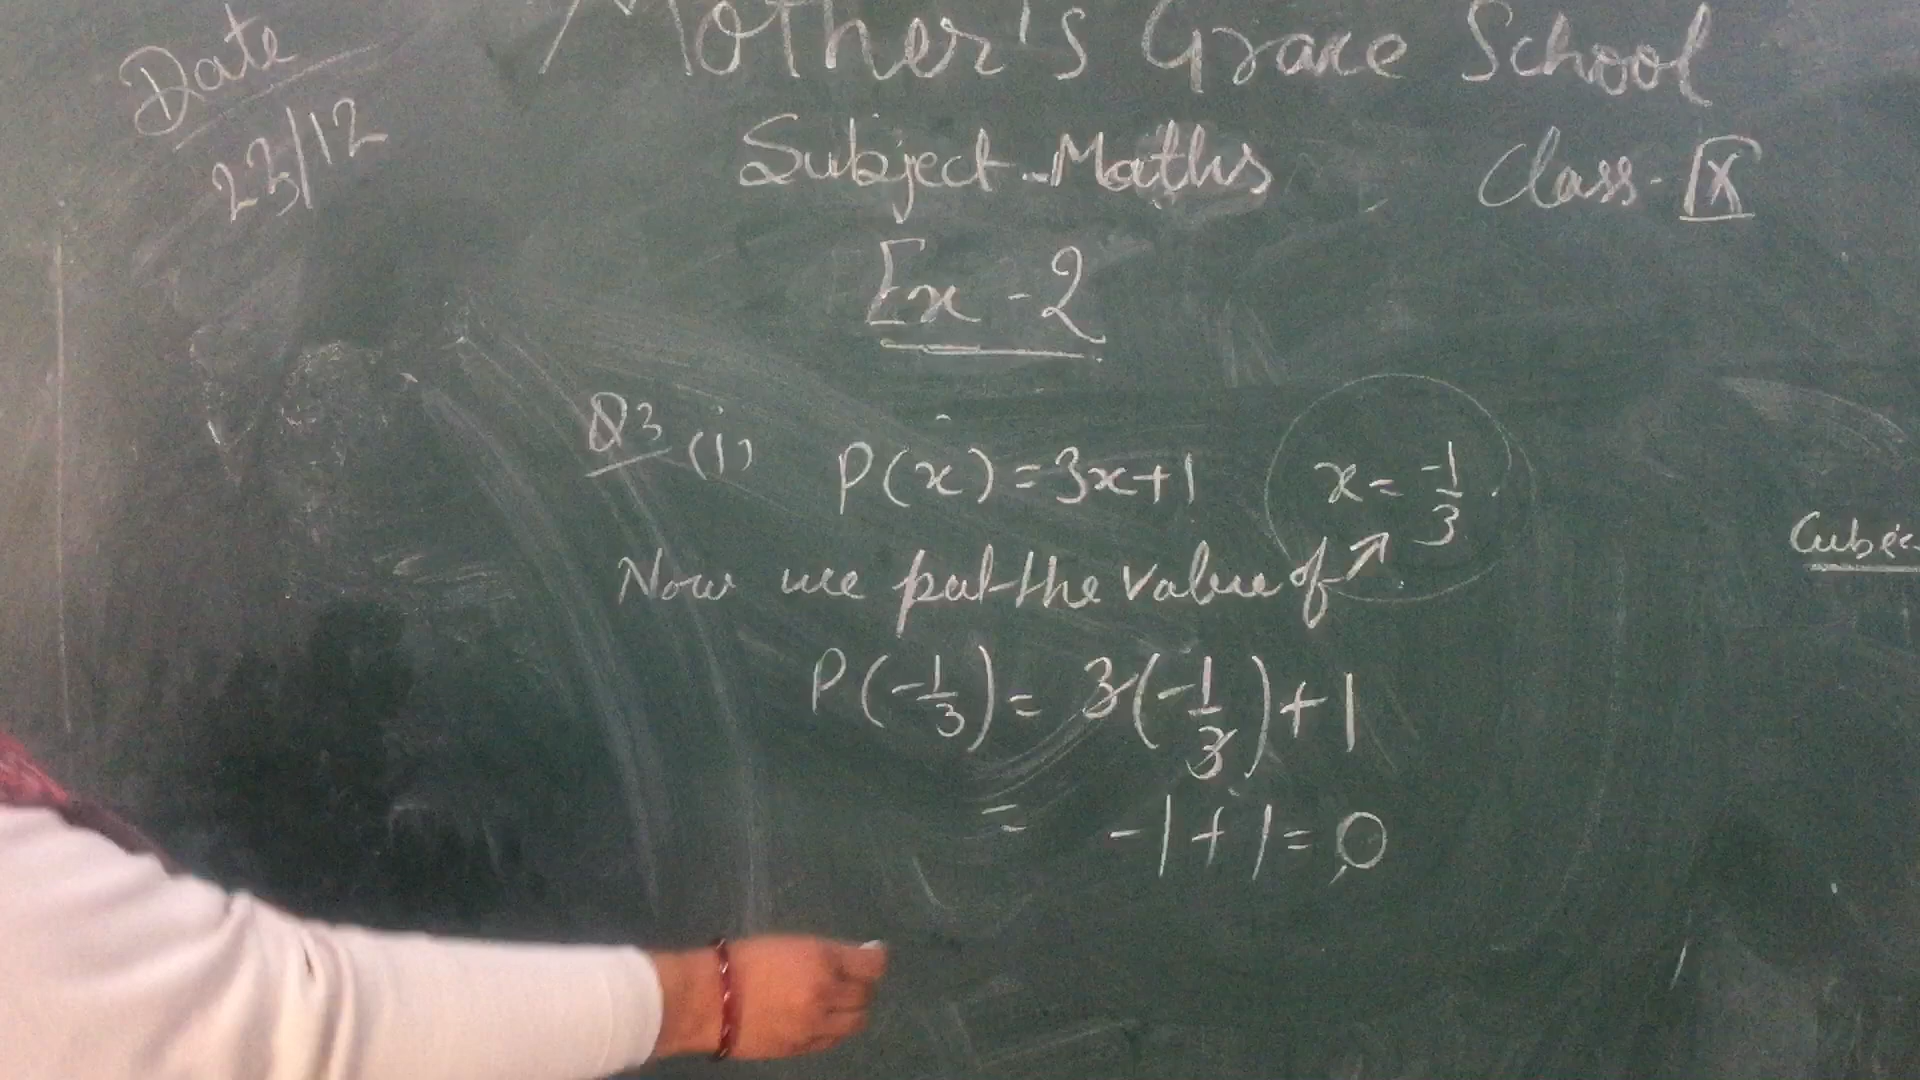 Date
23/12
Mother's Grace School
Subject - Maths Class - IX
Ex - 2
Q3 (i) P(x) = 3x+1 x = -1/3
Now we put the value of ↗
P(-1/3) = 3(-1/3)+1
= -1+1=0